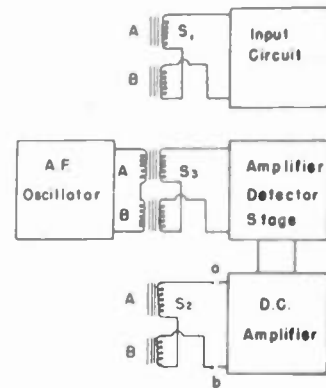 A
S₁
Input
Circuit
B
A.F.
Oscillator
A
B
S₃
Amplifier
Detector
Stage
a
A
S₂
D.C.
Amplifier
B
b